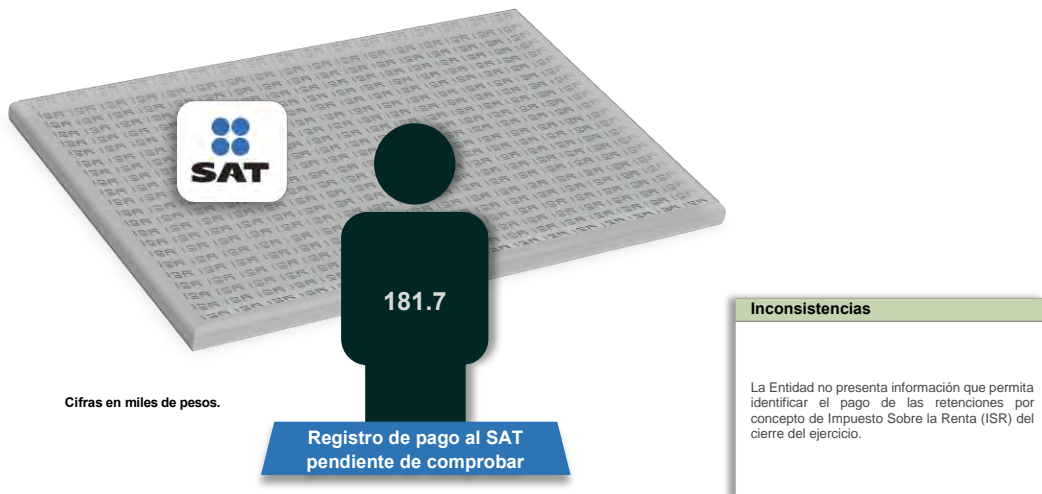 SAT
181.7
Cifras en miles de pesos.
Registro de pago al SAT
pendiente de comprobar
Inconsistencias
La Entidad no presenta información que permita
identificar el pago de las retenciones por
concepto de Impuesto Sobre la Renta (ISR) del
cierre del ejercicio.